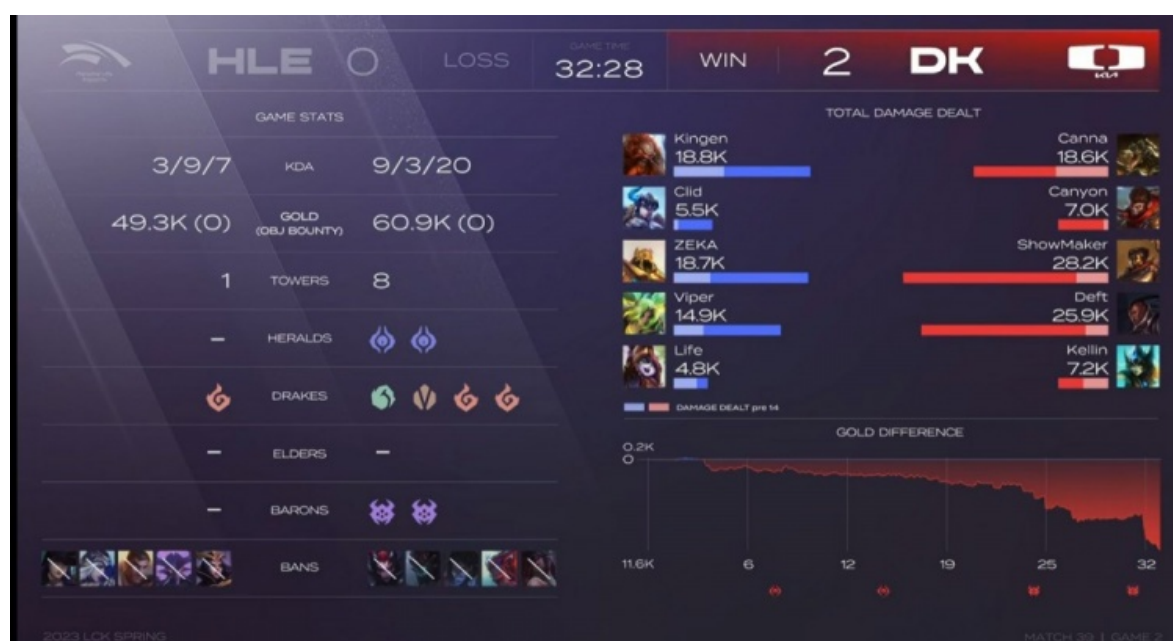 HLE 0 LOSS GAME TIME 32:28 WIN 2 DK KIA
GAME STATS
3/9/7 KDA 9/3/20
49.3K (0) GOLD (OBJ BOUNTY) 60.9K (0)
1 TOWERS 8
– HERALDS
DRAKES
– ELDERS –
– BARONS
BANS
TOTAL DAMAGE DEALT
Kingen Canna
18.8K 18.6K
Clid Canyon
5.5K 7.0K
ZEKA ShowMaker
18.7K 28.2K
Viper Deft
14.9K 25.9K
Life Kellin
4.8K 7.2K
DAMAGE DEALT pre 14
GOLD DIFFERENCE
0.2K
0
11.6K 6 12 19 25 32
2023 LCK SPRING